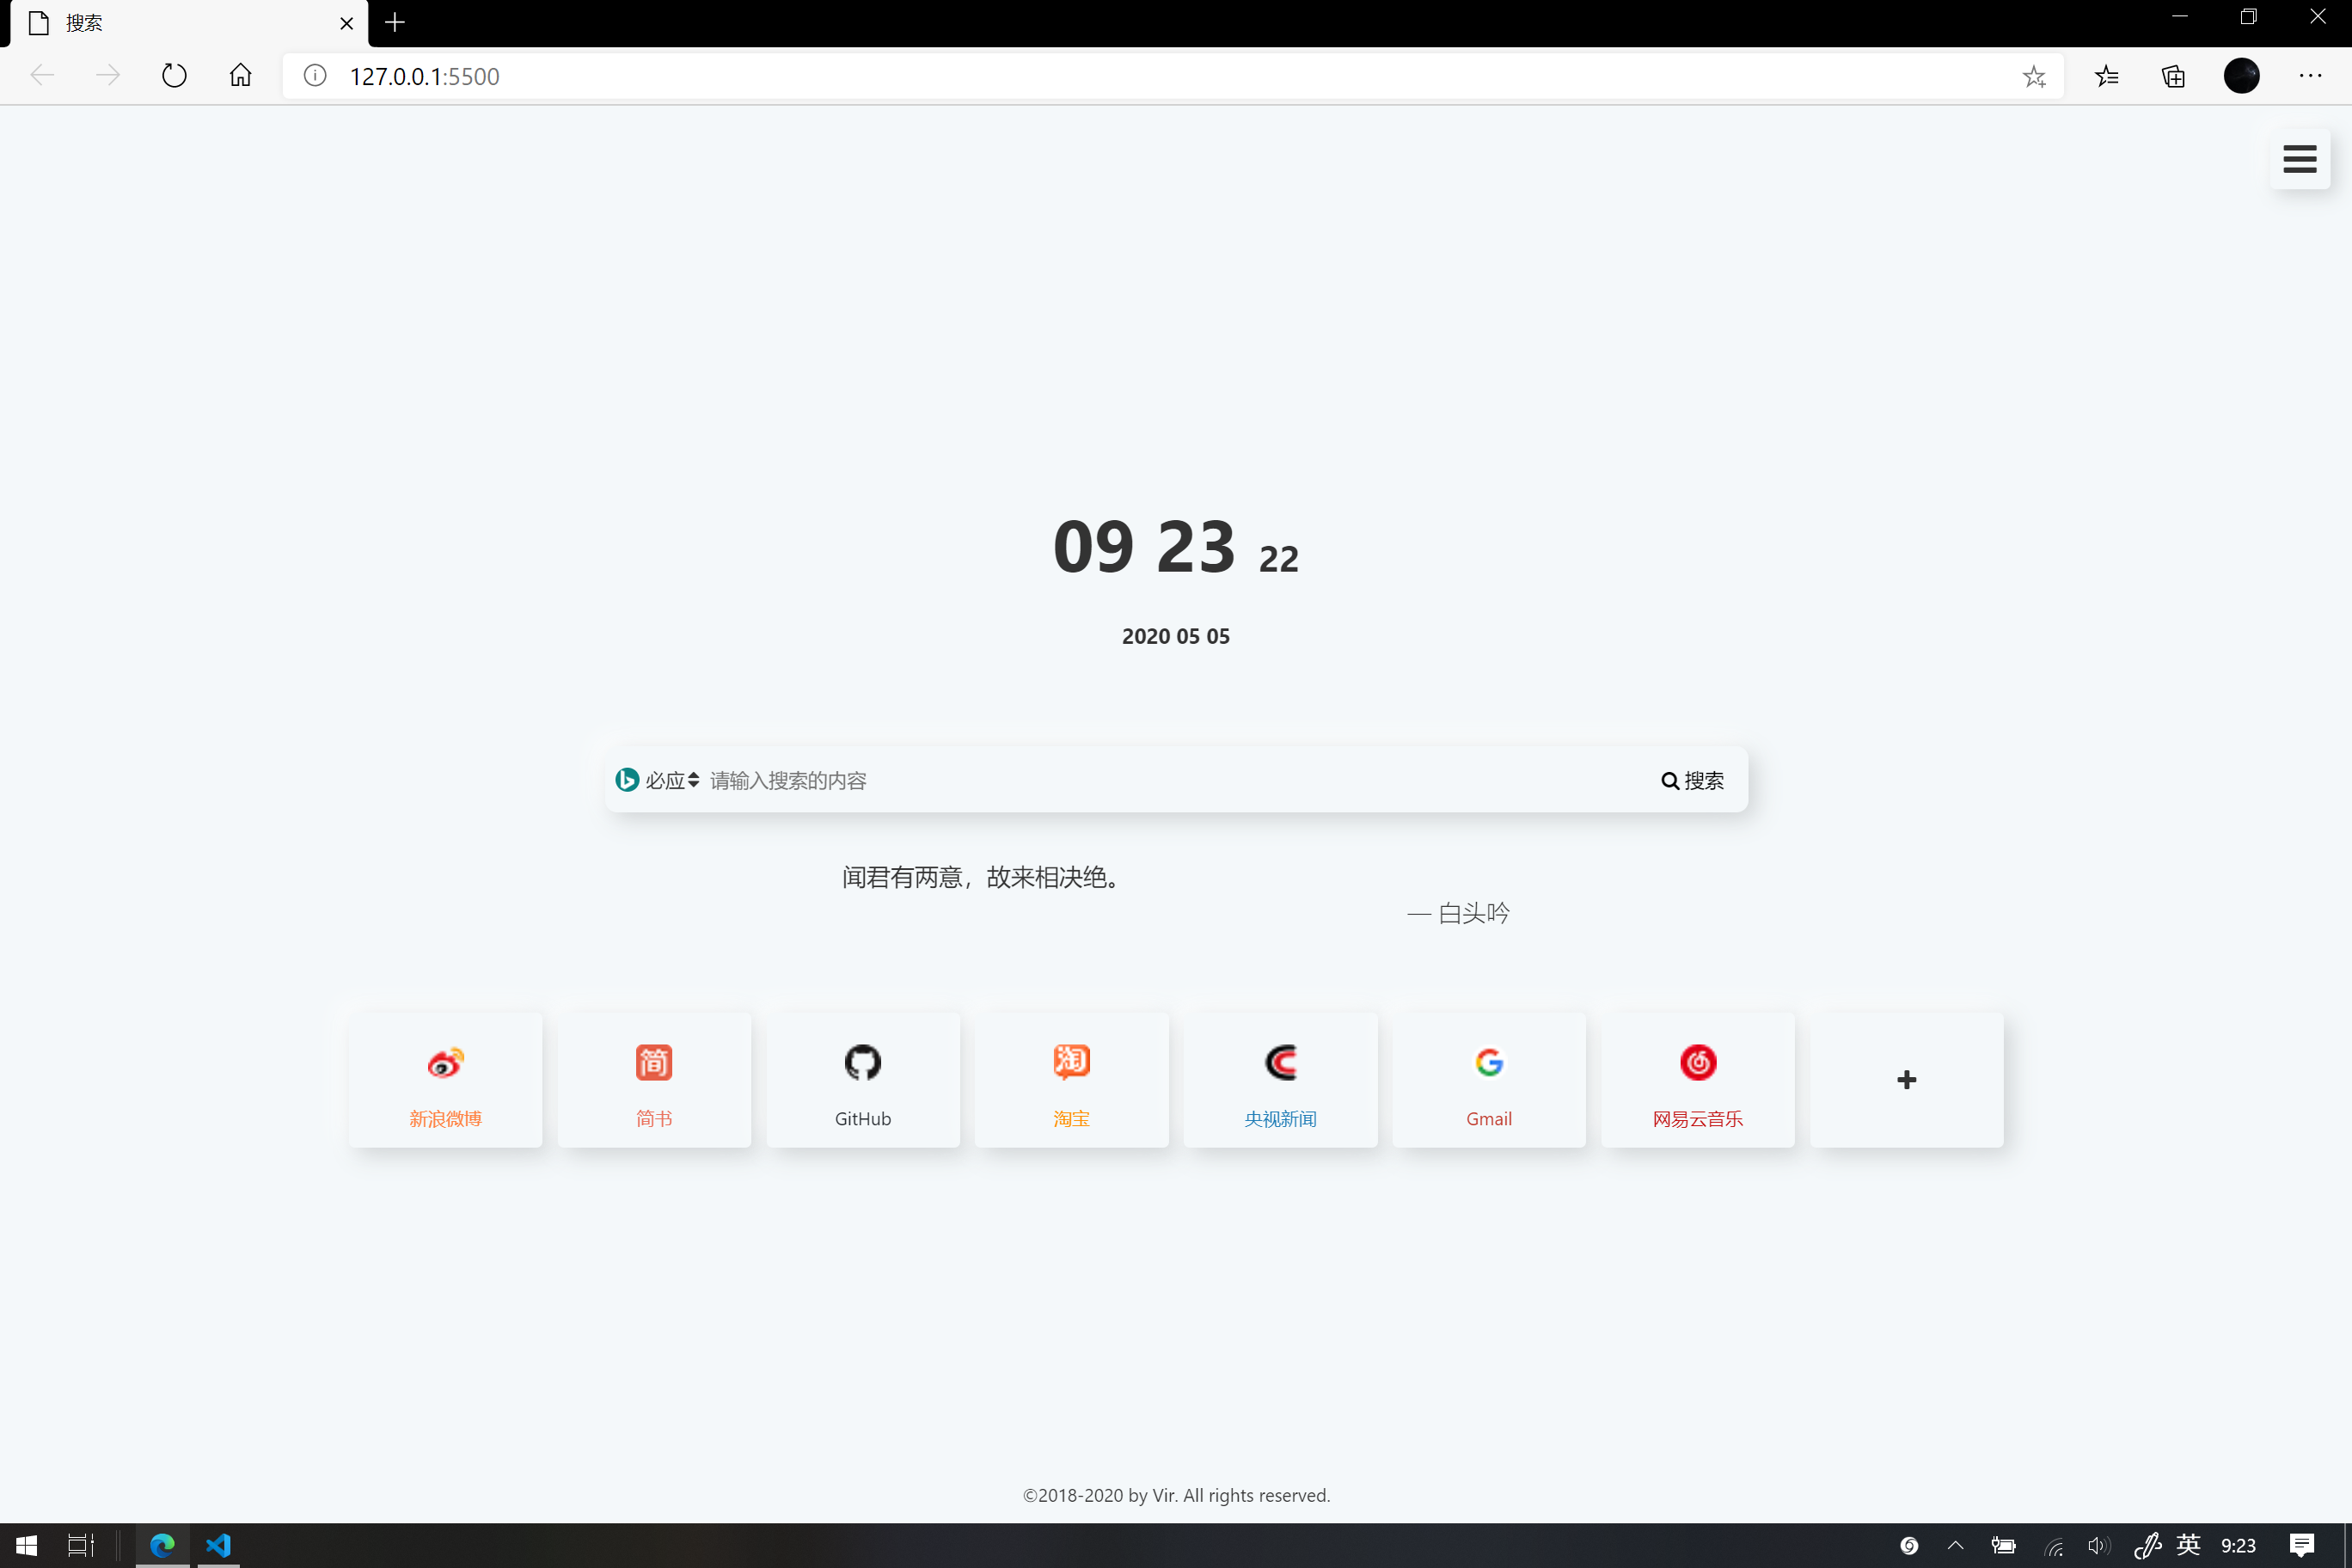 搜索
127.0.0.1:5500
09 23 22
2020 05 05
必应 请输入搜索的内容 搜索
闻君有两意，故来相决绝。
— 白头吟
简 淘
新浪微博 简书 GitHub 淘宝 央视新闻 Gmail 网易云音乐
©2018-2020 by Vir. All rights reserved.
英 9:23